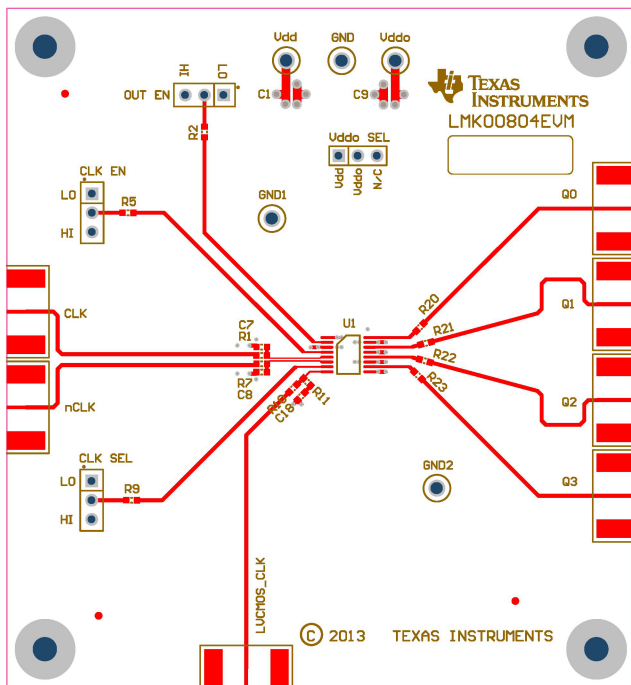 Vdd
GND
Vddo
HI
LO
OUT EN
C1
C9
TEXAS
INSTRUMENTS
LMK00804EVM
R2
Vddo SEL
Vdd
Vddo
N/C
CLK EN
LO
R5
HI
GND1
Q0
CLK
C7
R1
U1
R20
R21
Q1
R22
R7
C8
R23
R11
C18
nCLK
Q2
CLK SEL
LO
R9
HI
GND2
Q3
LVCMOS_CLK
© 2013 TEXAS INSTRUMENTS